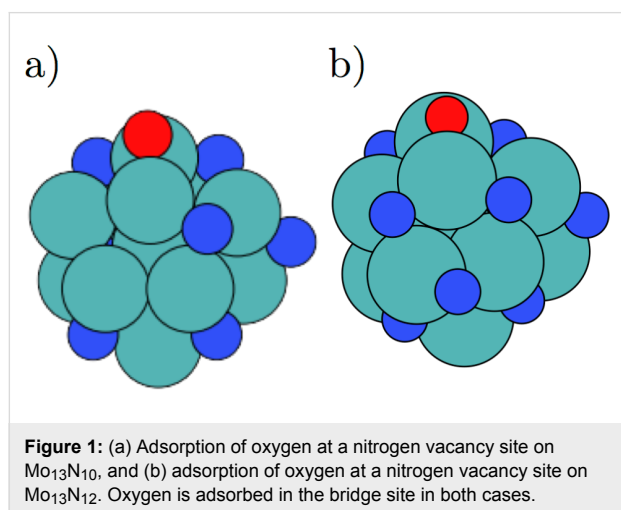 a)
b)
Figure 1: (a) Adsorption of oxygen at a nitrogen vacancy site on
Mo13N10, and (b) adsorption of oxygen at a nitrogen vacancy site on
Mo13N12. Oxygen is adsorbed in the bridge site in both cases.